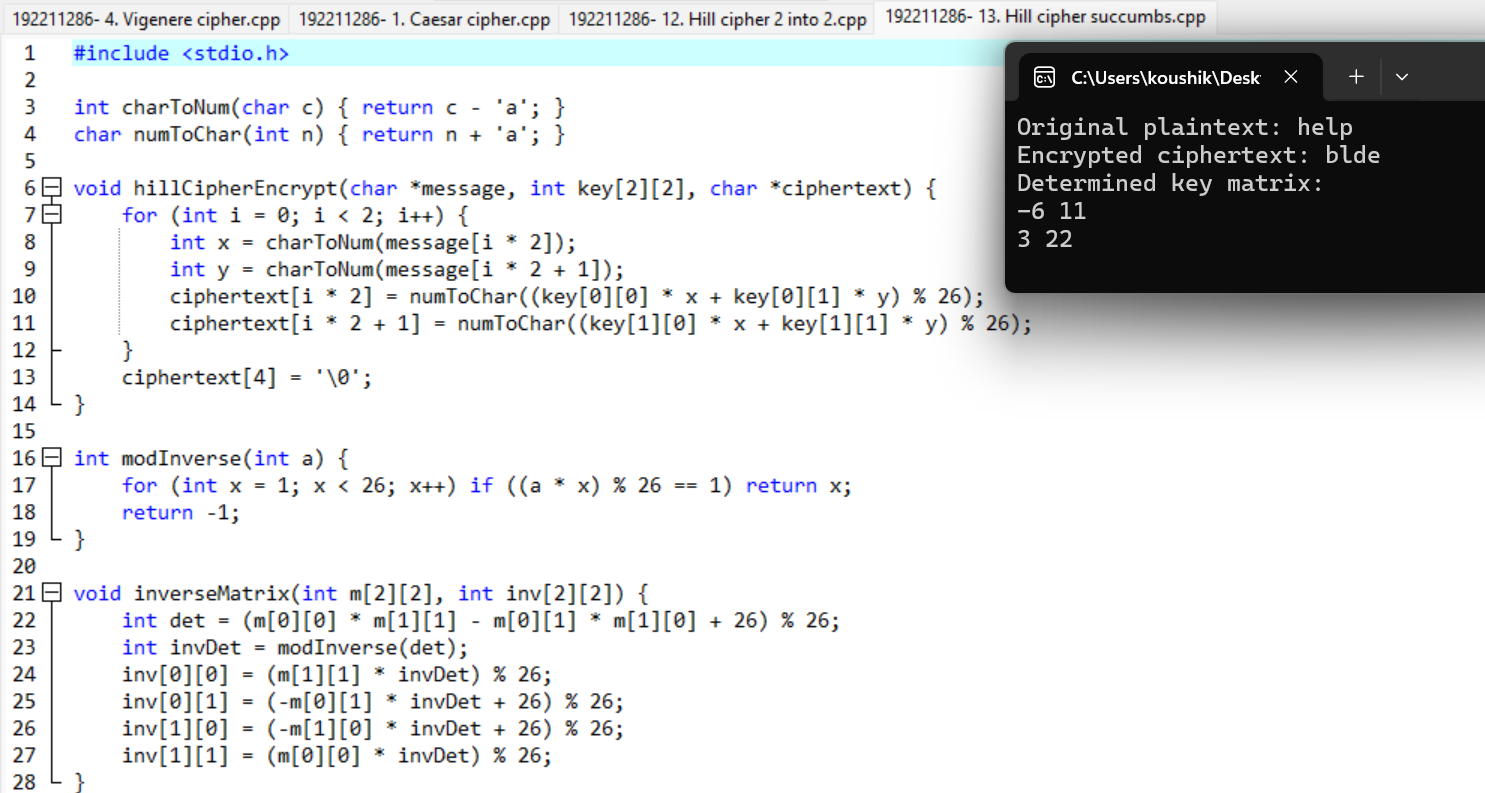 192211286- 4. Vigenere cipher.cpp 192211286- 1. Caesar cipher.cpp 192211286- 12. Hill cipher 2 into 2.cpp 192211286- 13. Hill cipher succumbs.cpp
1 #include <stdio.h>
2
3 int charToNum(char c) { return c - 'a'; }
4 char numToChar(int n) { return n + 'a'; }
5
6 void hillCipherEncrypt(char *message, int key[2][2], char *ciphertext) {
7 for (int i = 0; i < 2; i++) {
8 int x = charToNum(message[i * 2]);
9 int y = charToNum(message[i * 2 + 1]);
10 ciphertext[i * 2] = numToChar((key[0][0] * x + key[0][1] * y) % 26);
11 ciphertext[i * 2 + 1] = numToChar((key[1][0] * x + key[1][1] * y) % 26);
12 }
13 ciphertext[4] = '\0';
14 }
15
16 int modInverse(int a) {
17 for (int x = 1; x < 26; x++) if ((a * x) % 26 == 1) return x;
18 return -1;
19 }
20
21 void inverseMatrix(int m[2][2], int inv[2][2]) {
22 int det = (m[0][0] * m[1][1] - m[0][1] * m[1][0] + 26) % 26;
23 int invDet = modInverse(det);
24 inv[0][0] = (m[1][1] * invDet) % 26;
25 inv[0][1] = (-m[0][1] * invDet + 26) % 26;
26 inv[1][0] = (-m[1][0] * invDet + 26) % 26;
27 inv[1][1] = (m[0][0] * invDet) % 26;
28 }
C:\Users\koushik\Desk
Original plaintext: help
Encrypted ciphertext: blde
Determined key matrix:
-6 11
3 22